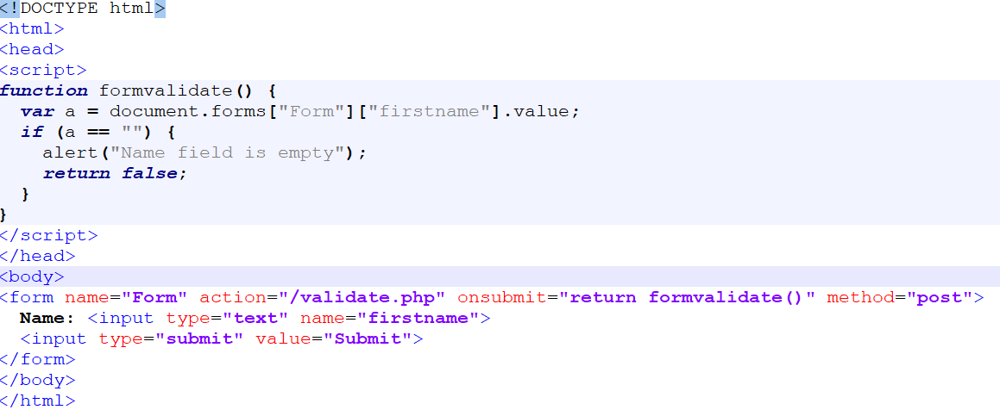 <!DOCTYPE html>
<html>
<head>
<script>
function formvalidate() {
  var a = document.forms["Form"]["firstname"].value;
  if (a == "") {
    alert("Name field is empty");
    return false;
  }
}
</script>
</head>
<body>
<form name="Form" action="/validate.php" onsubmit="return formvalidate()" method="post">
  Name: <input type="text" name="firstname">
  <input type="submit" value="Submit">
</form>
</body>
</html>